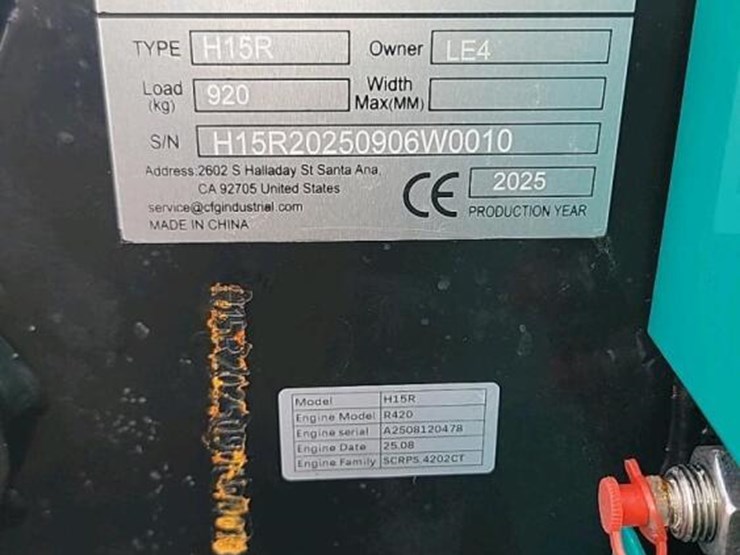 TYPE H15R Owner LE4
Load (kg) 920 Width Max(MM)
S/N H15R20250906W0010
Address:2602 S Halladay St Santa Ana,
CA 92705 United States
service@cfgindustrial.com
MADE IN CHINA
CE 2025
PRODUCTION YEAR
H15R20250906W0010
Model H15R
Engine Model R420
Engine serial A2508120478
Engine Date 25.08
Engine Family SCRPS.4202CT